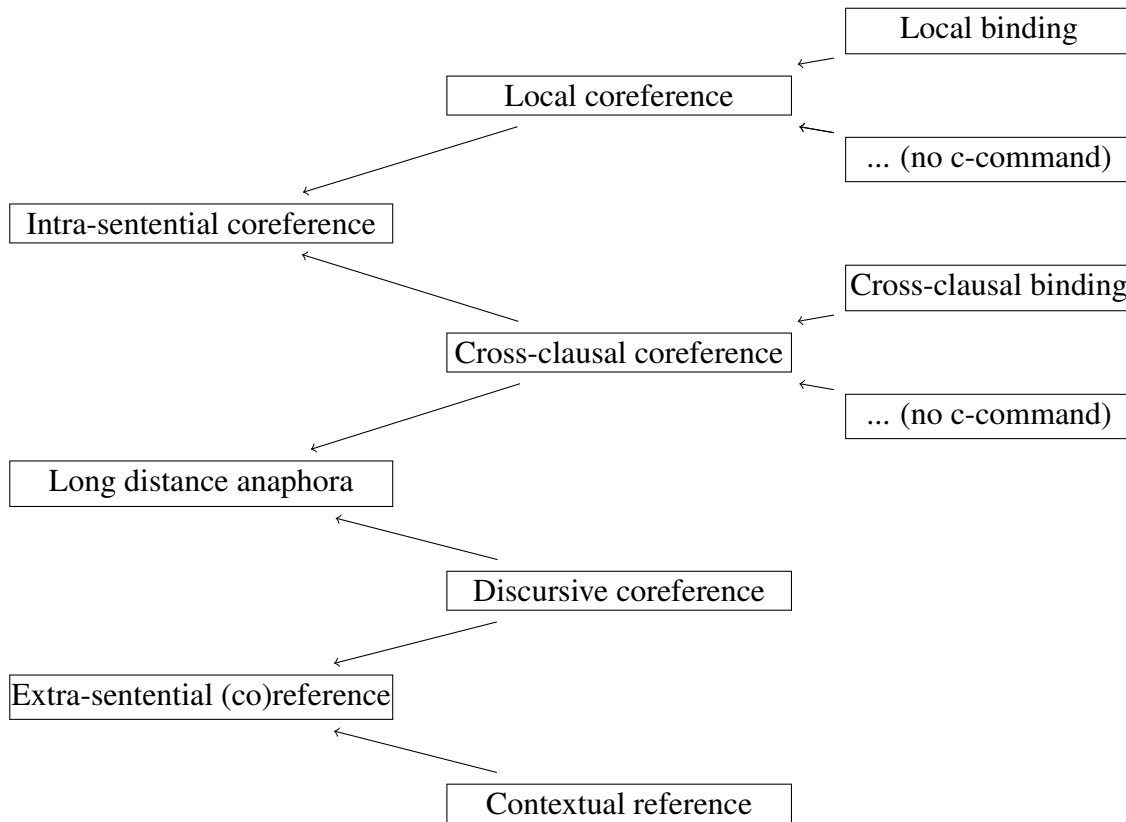 Local binding
Local coreference
... (no c-command)
Intra-sentential coreference
Cross-clausal binding
Cross-clausal coreference
... (no c-command)
Long distance anaphora
Discursive coreference
Extra-sentential (co)reference
Contextual reference